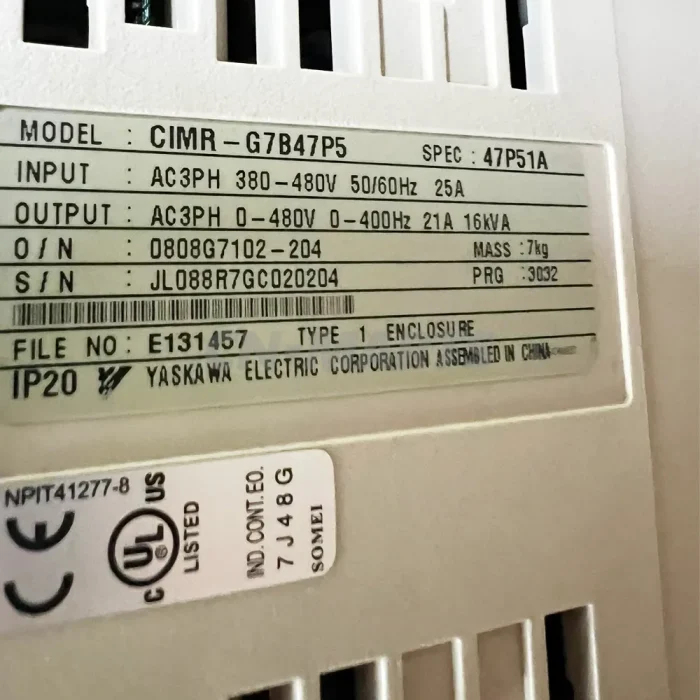 MODEL : CIMR-G7B47P5 SPEC : 47P51A
INPUT : AC3PH 380-480V 50/60Hz 25A
OUTPUT : AC3PH 0-480V 0-400Hz 21A 16kVA
O/N : 0808G7102-204 MASS :7kg
S/N : JL088R7GC020204 PRG :3032
FILE NO: E131457 TYPE 1 ENCLOSURE
IP20 YASKAWA ELECTRIC CORPORATION ASSEMBLED IN CHINA
NPIT41277-8
CE
C UL US
LISTED
IND.CONT.EQ.
7J48G
SOMEI